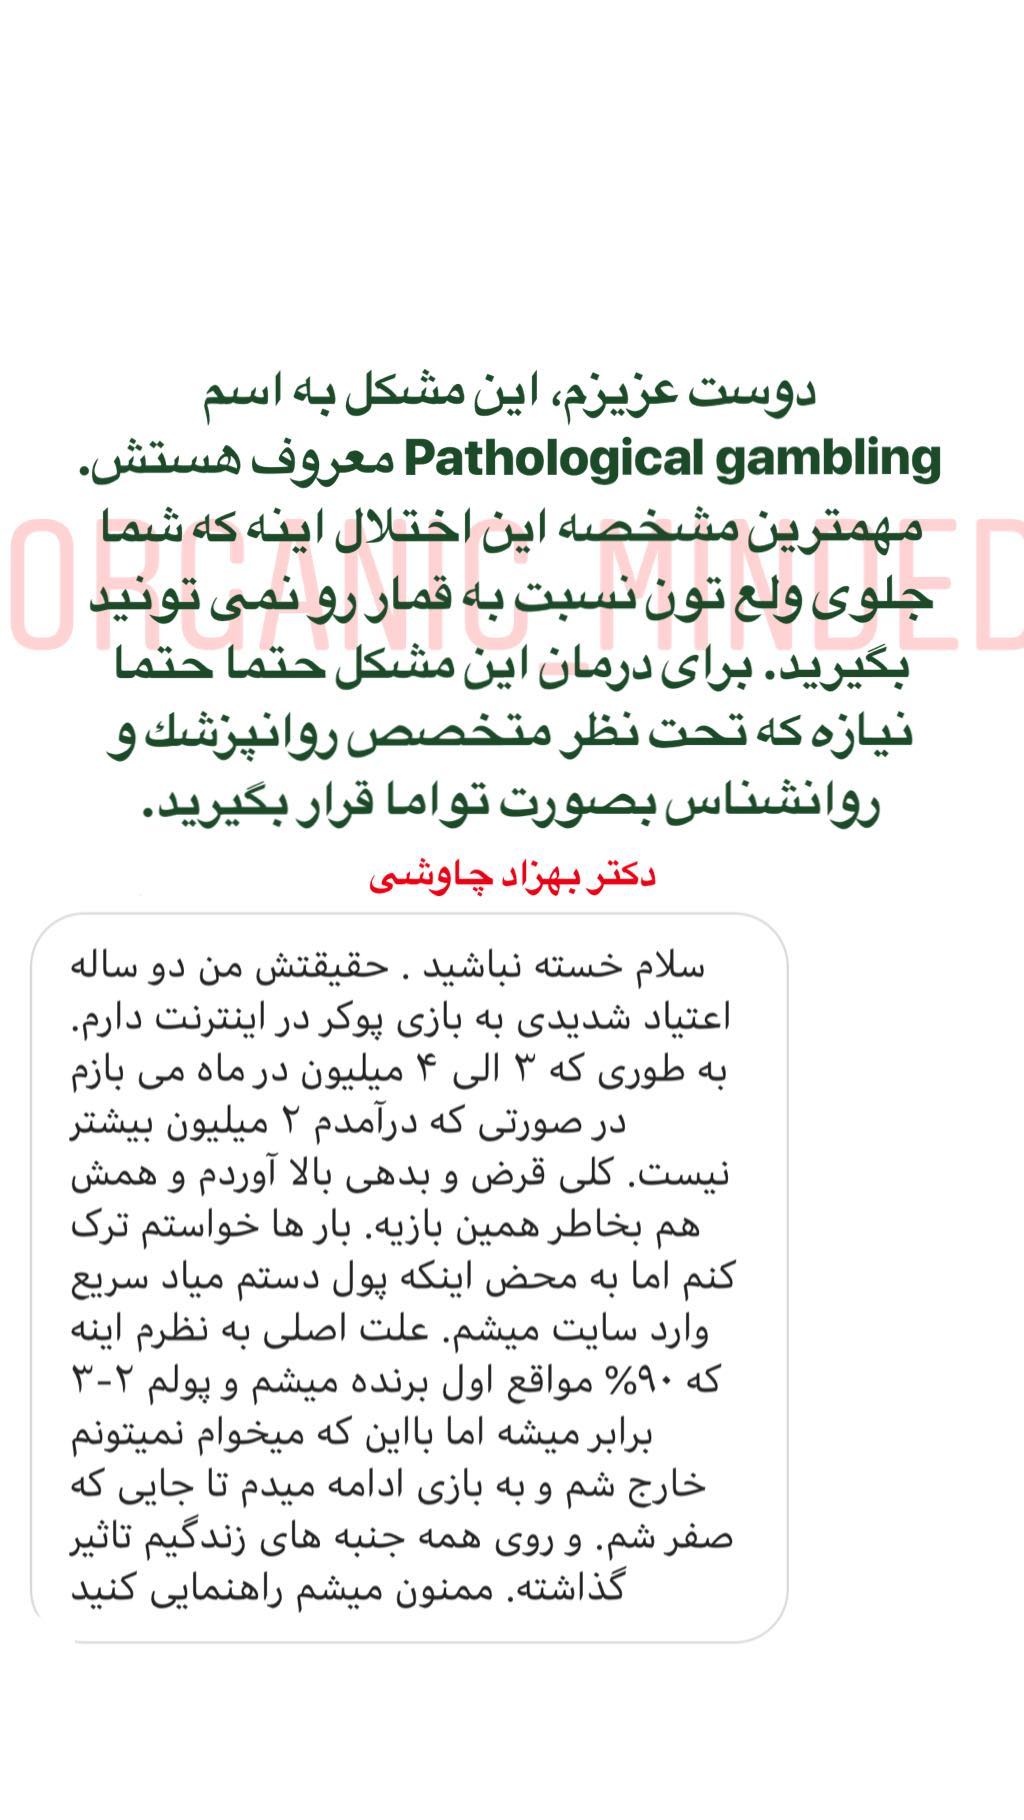 دوست عزیزم، این مشکل به اسم
Pathological gambling معروف هستش.
مهمترین مشخصه این اختلال اینه که شما
جلوی ولع تون نسبت به قمار رو نمی تونید
بگیرید. برای درمان این مشکل حتما حتما
نیازه که تحت نظر متخصص روانپزشك و
روانشناس بصورت تواما قرار بگیرید.
ORGANIC_MINDED
دکتر بهزاد چاوشی
سلام خسته نباشید . حقیقتش من دو ساله
اعتیاد شدیدی به بازی پوکر در اینترنت دارم.
به طوری که ۳ الی ۴ میلیون در ماه می بازم
در صورتی که درآمدم ۲ میلیون بیشتر
نیست. کلی قرض و بدهی بالا آوردم و همش
هم بخاطر همین بازیه. بار ها خواستم ترک
کنم اما به محض اینکه پول دستم میاد سریع
وارد سایت میشم. علت اصلی به نظرم اینه
که ۹۰% مواقع اول برنده میشم و پولم ۲-۳
برابر میشه اما بااین که میخوام نمیتونم
خارج شم و به بازی ادامه میدم تا جایی که
صفر شم. و روی همه جنبه های زندگیم تاثیر
گذاشته. ممنون میشم راهنمایی کنید